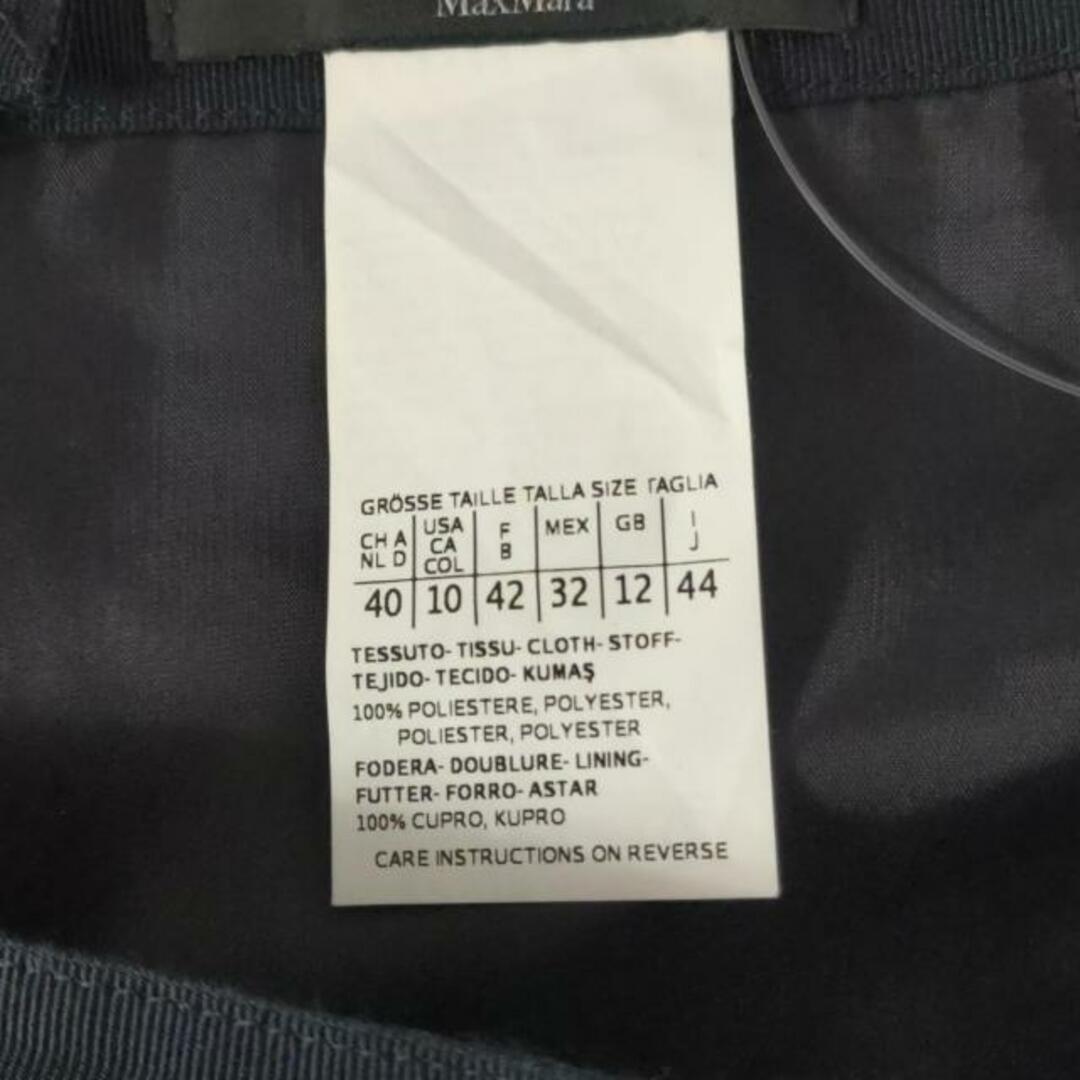 MaxMara
GRÖSSE TAILLE TALLA SIZE TAGLIA
CH A NL D USA CA COL F B MEX GB I J
40 10 42 32 12 44
TESSUTO- TISSU- CLOTH- STOFF-
TEJIDO- TECIDO- KUMAŞ
100% POLIESTERE, POLYESTER,
POLIESTER, POLYESTER
FODERA- DOUBLURE- LINING-
FUTTER- FORRO- ASTAR
100% CUPRO, KUPRO
CARE INSTRUCTIONS ON REVERSE